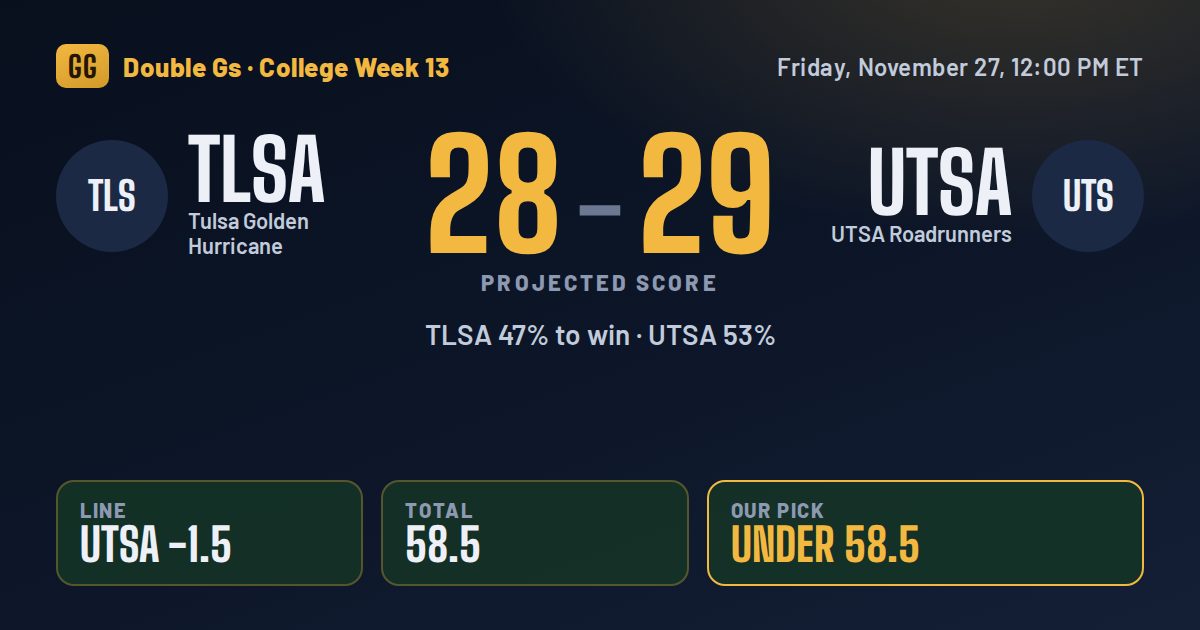 GG
Double Gs · College Week 13
Friday, November 27, 12:00 PM ET
TLS
TLSA
Tulsa Golden
Hurricane
28 – 29
PROJECTED SCORE
TLSA 47% to win · UTSA 53%
UTSA
UTSA Roadrunners
UTS
LINE
UTSA −1.5
TOTAL
58.5
OUR PICK
UNDER 58.5